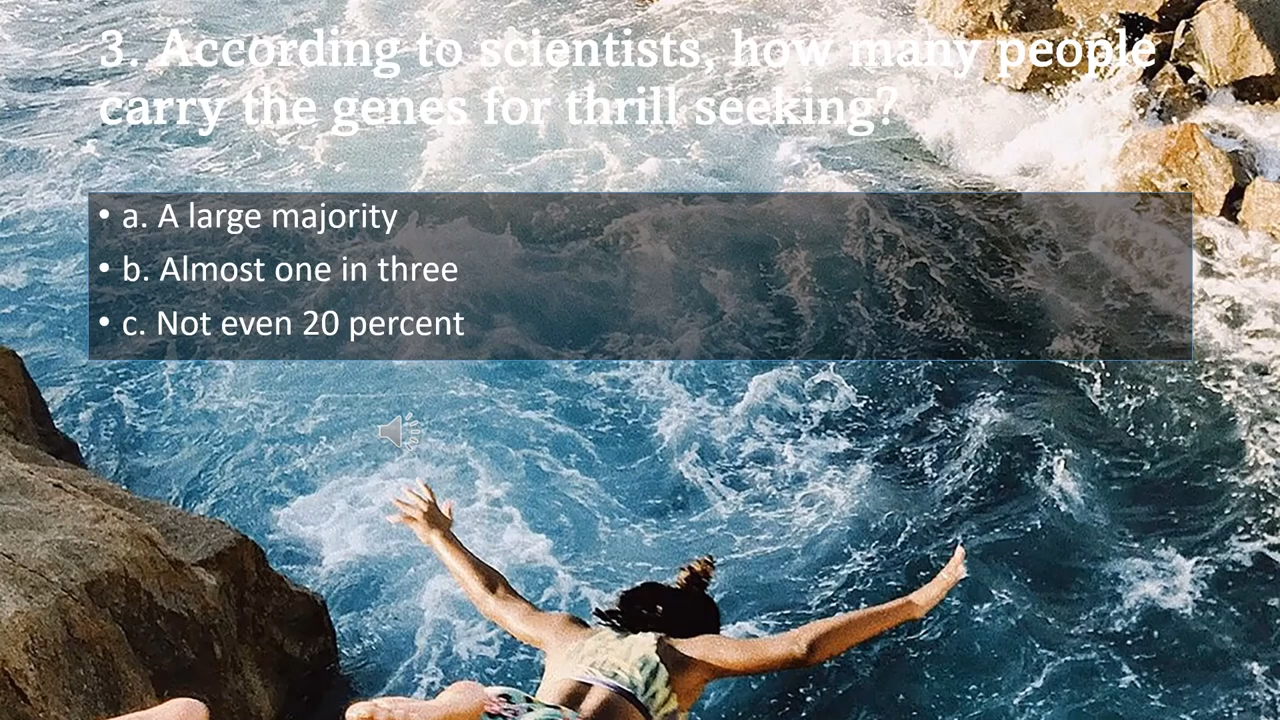 3. According to scientists, how many people
carry the genes for thrill seeking?
• a. A large majority
• b. Almost one in three
• c. Not even 20 percent